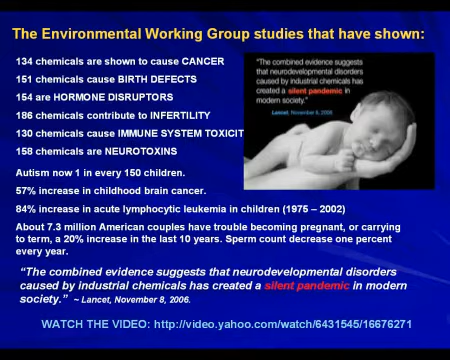 The Environmental Working Group studies that have shown:
134 chemicals are shown to cause CANCER
151 chemicals cause BIRTH DEFECTS
154 are HORMONE DISRUPTORS
186 chemicals contribute to INFERTILITY
130 chemicals cause IMMUNE SYSTEM TOXICIT
158 chemicals are NEUROTOXINS
"The combined evidence suggests
that neurodevelopmental disorders
caused by industrial chemicals has
created a silent pandemic in
modern society."
Lancet, November 8, 2006
Autism now 1 in every 150 children.
57% increase in childhood brain cancer.
84% increase in acute lymphocytic leukemia in children (1975 – 2002)
About 7.3 million American couples have trouble becoming pregnant, or carrying
to term, a 20% increase in the last 10 years. Sperm count decrease one percent
every year.
"The combined evidence suggests that neurodevelopmental disorders
caused by industrial chemicals has created a silent pandemic in modern
society." ~ Lancet, November 8, 2006.
WATCH THE VIDEO: http://video.yahoo.com/watch/6431545/16676271